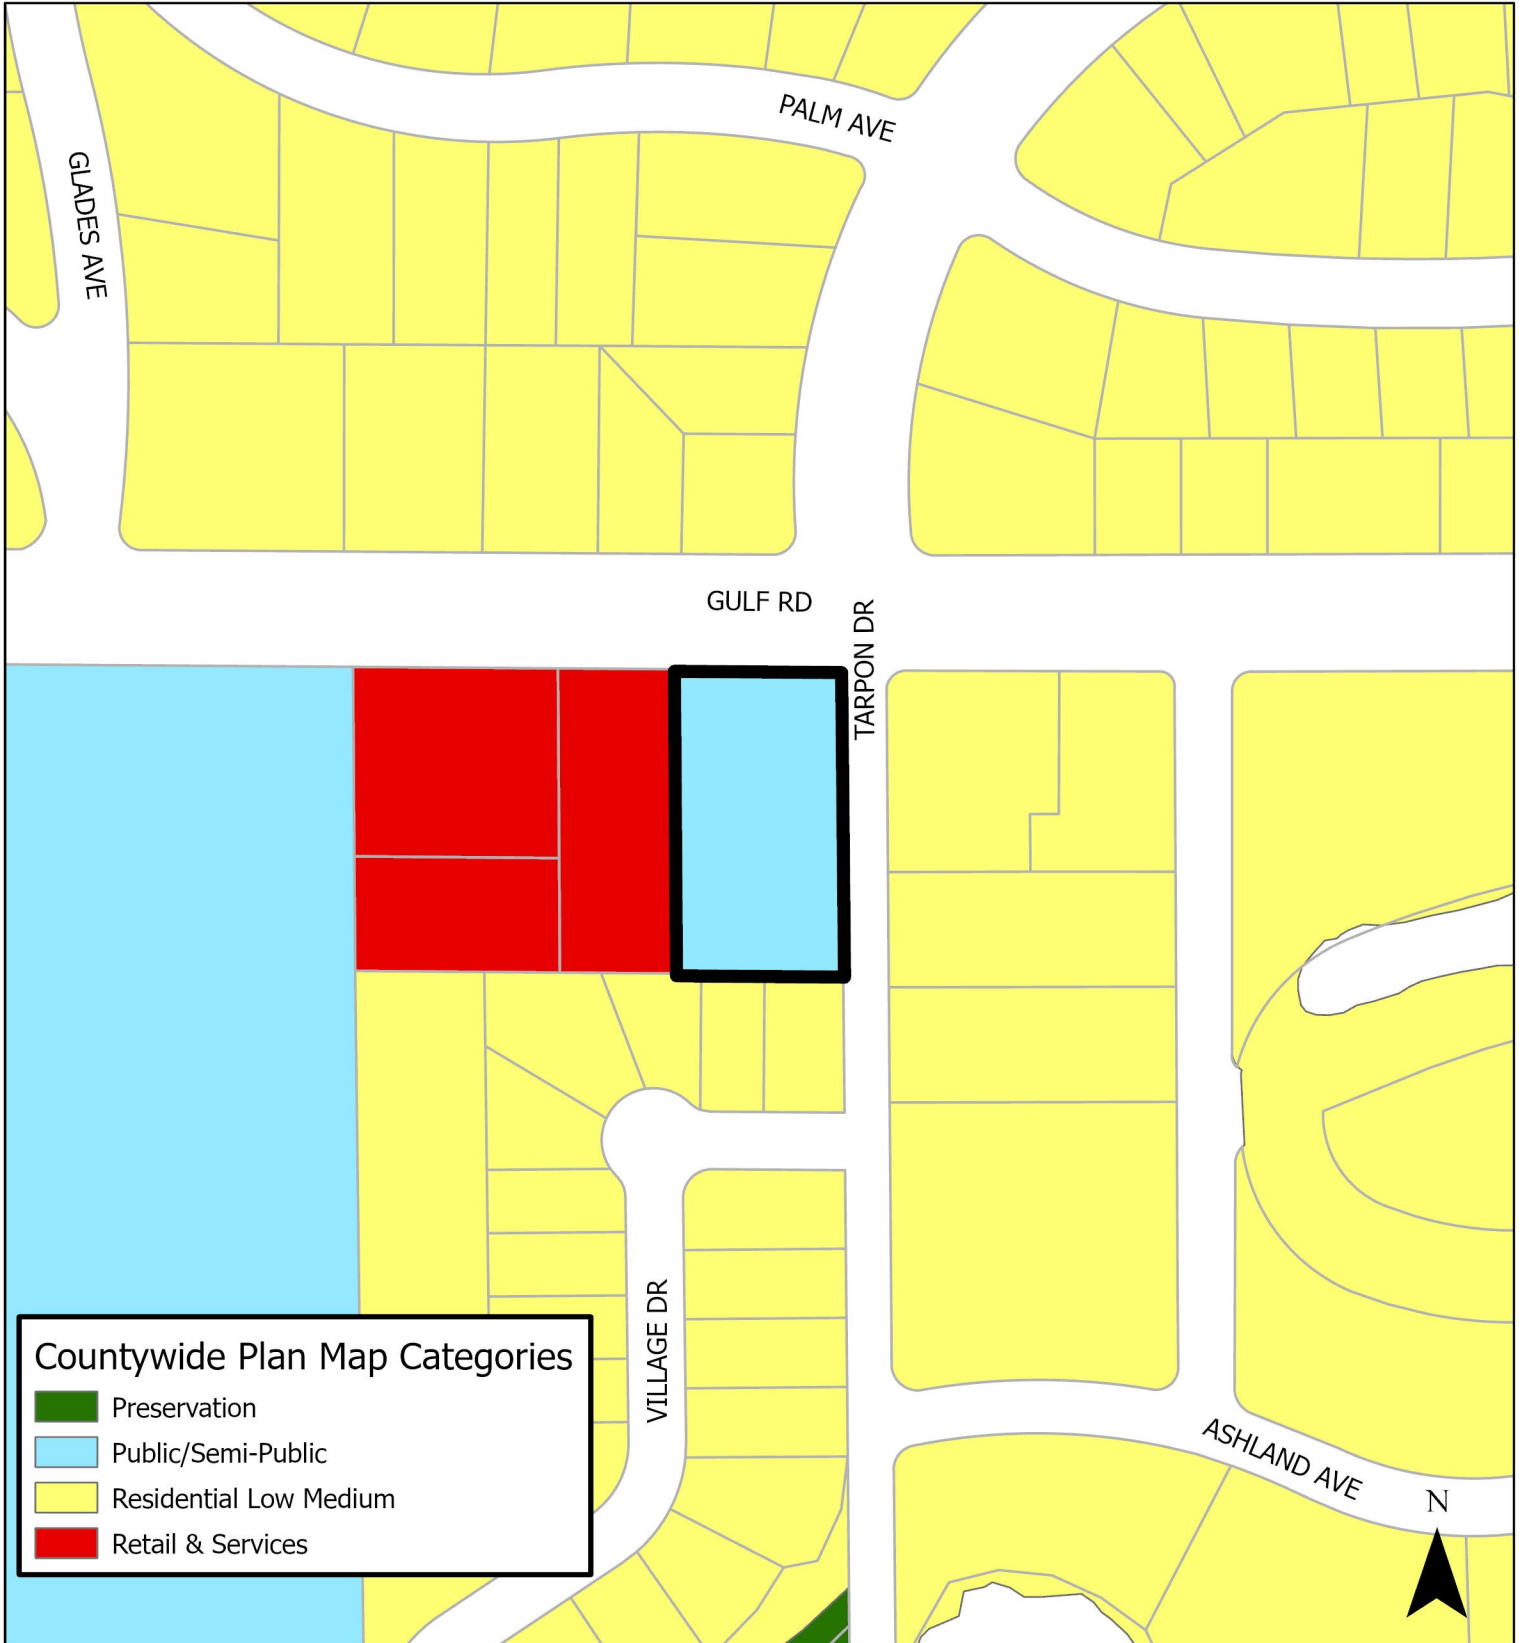 PALM AVE
GLADES AVE
GULF RD
TARPON DR
VILLAGE DR
ASHLAND AVE
N
Countywide Plan Map Categories
Preservation
Public/Semi-Public
Residential Low Medium
Retail & Services